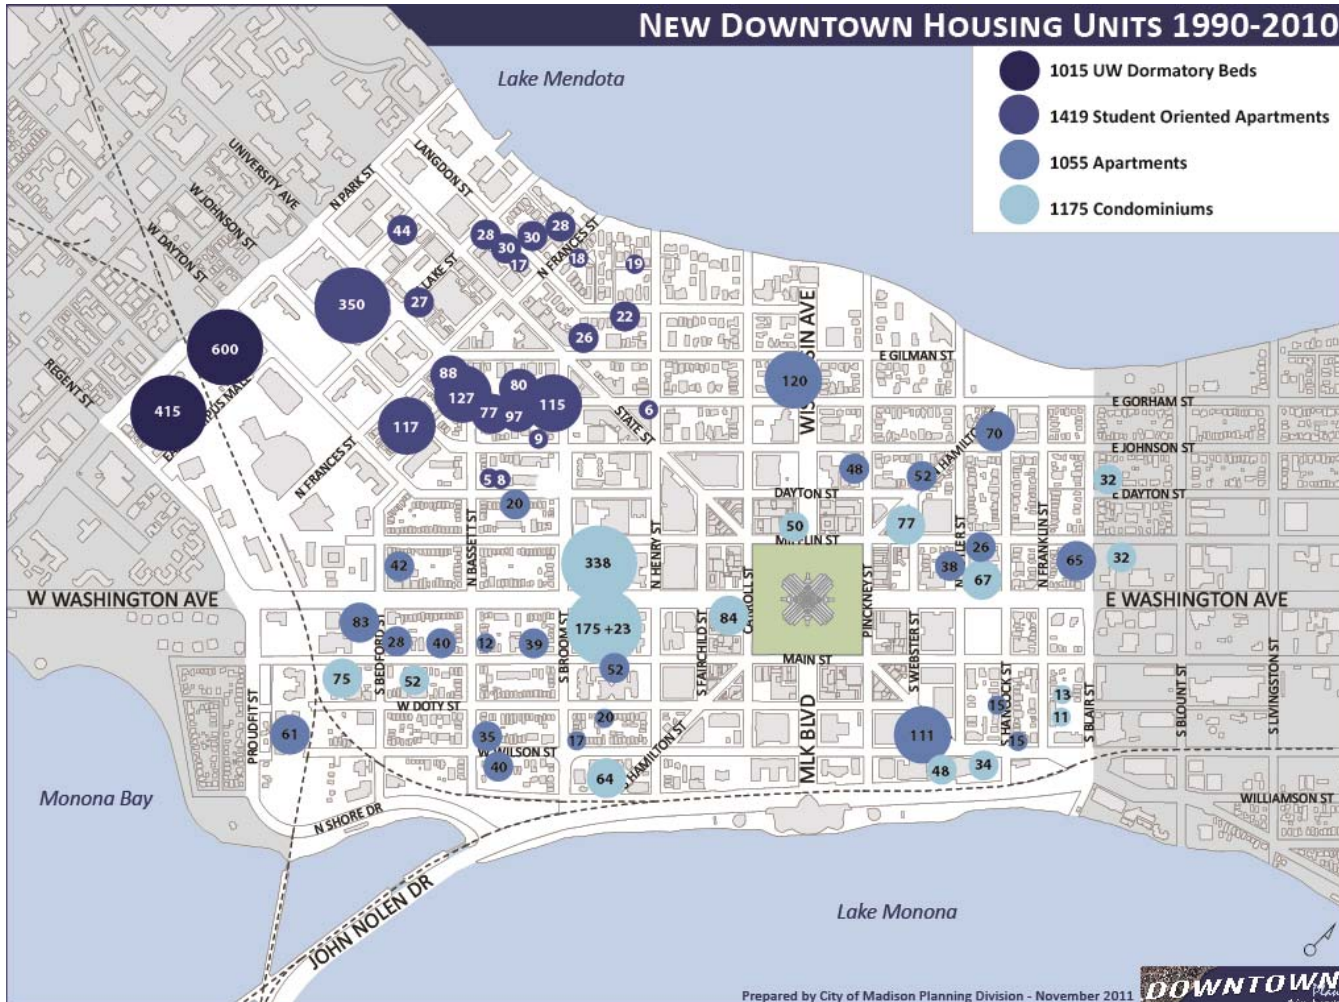 NEW DOWNTOWN HOUSING UNITS 1990-2010
1015 UW Dormatory Beds
1419 Student Oriented Apartments
1055 Apartments
1175 Condominiums
Lake Mendota
UNIVERSITY AVE
W JOHNSON ST
W DAYTON ST
N PARK ST
LANGDON ST
LAKE ST
N FRANCES ST
44
28
30
17
30
28
18
19
350
27
22
26
600
415
REGENT ST
88
127
77
80
97
115
117
9
6
STATE ST
N FRANCES ST
5
8
20
120
E GILMAN ST
E GORHAM ST
E JOHNSON ST
E DAYTON ST
70
48
52
DAYTON ST
32
50
77
MIFFLIN ST
N BASSETT ST
N HENRY ST
42
338
26
38
67
N FRANKLIN ST
65
32
W WASHINGTON AVE
E WASHINGTON AVE
83
28
40
12
39
175 +23
52
84
CARROLL ST
PINCKNEY ST
MAIN ST
S BEDFORD ST
S BROOM ST
S FAIRCHILD ST
S WEBSTER ST
75
52
W DOTY ST
PROUDFIT ST
61
35
W WILSON ST
40
20
17
64
S HAMILTON ST
MLK BLVD
111
15
S HANCOCK ST
15
13
11
S BLAIR ST
S BLOUNT ST
S LIVINGSTON ST
48
34
WILLIAMSON ST
Monona Bay
N SHORE DR
JOHN NOLEN DR
Lake Monona
Prepared by City of Madison Planning Division - November 2011
DOWNTOWN
Plan